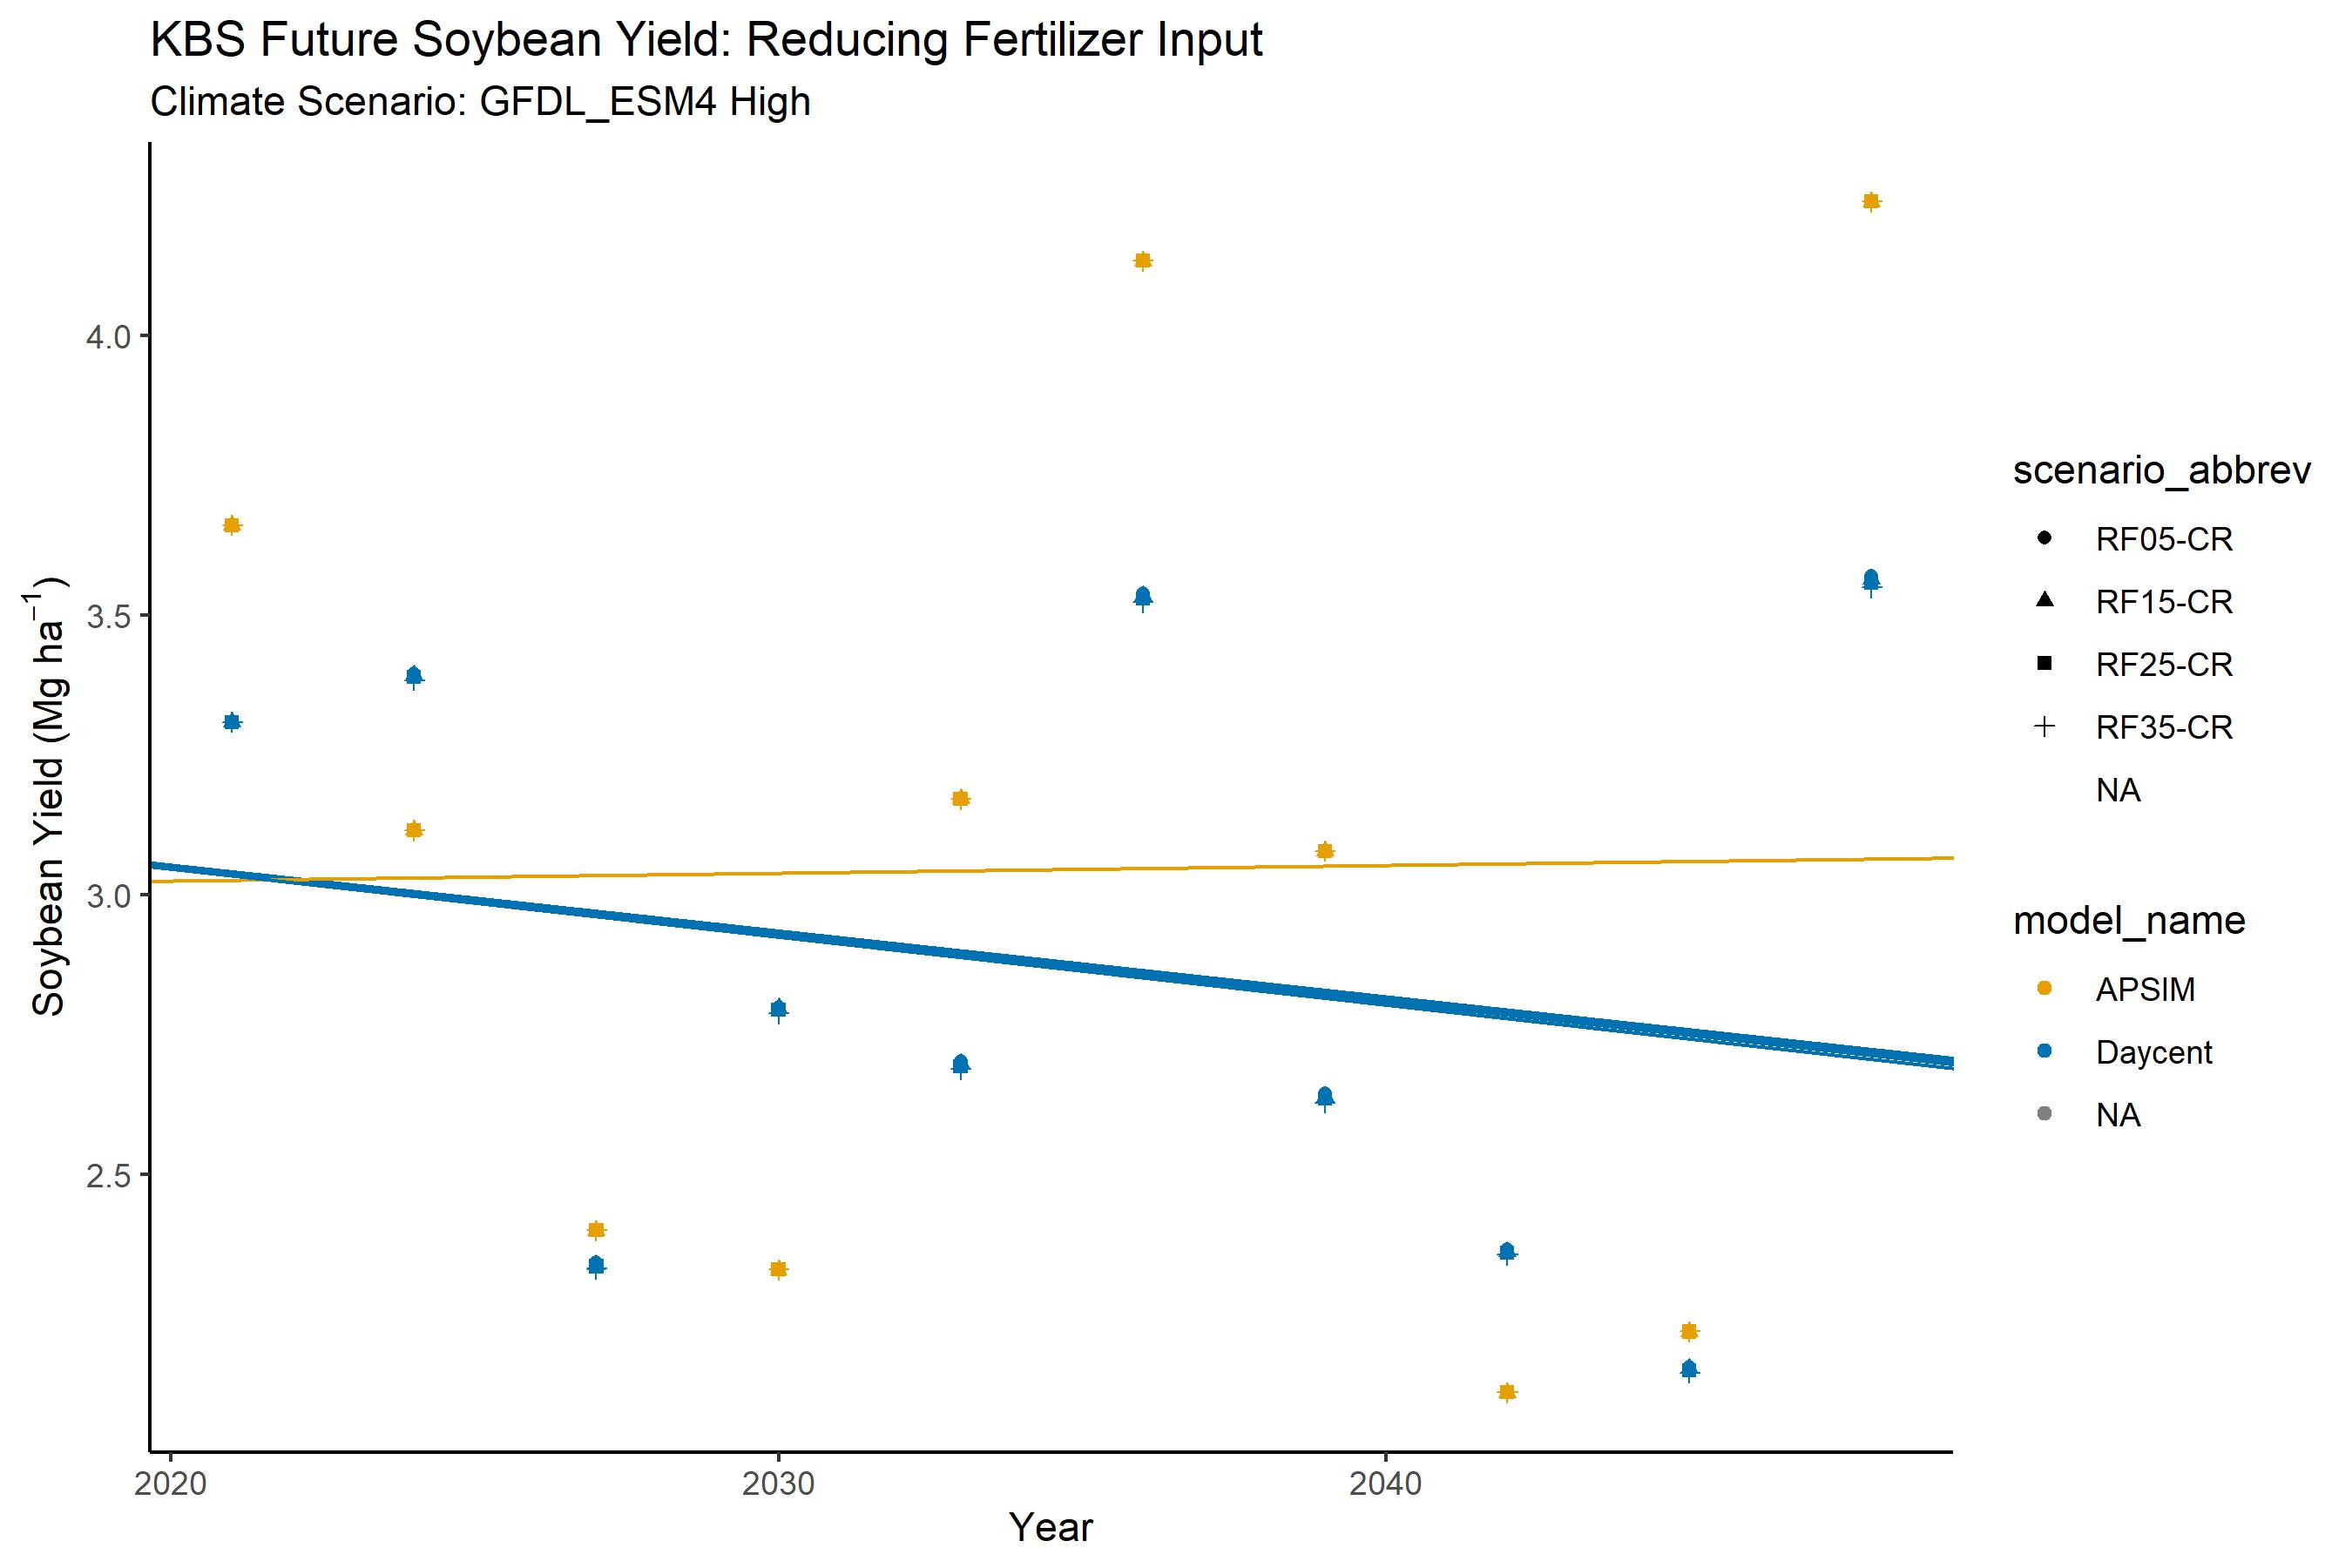 KBS Future Soybean Yield: Reducing Fertilizer Input
Climate Scenario: GFDL_ESM4 High
Soybean Yield (Mg ha⁻¹)
4.0
3.5
3.0
2.5
2020
2030
2040
Year
scenario_abbrev
RF05-CR
RF15-CR
RF25-CR
RF35-CR
NA
model_name
APSIM
Daycent
NA